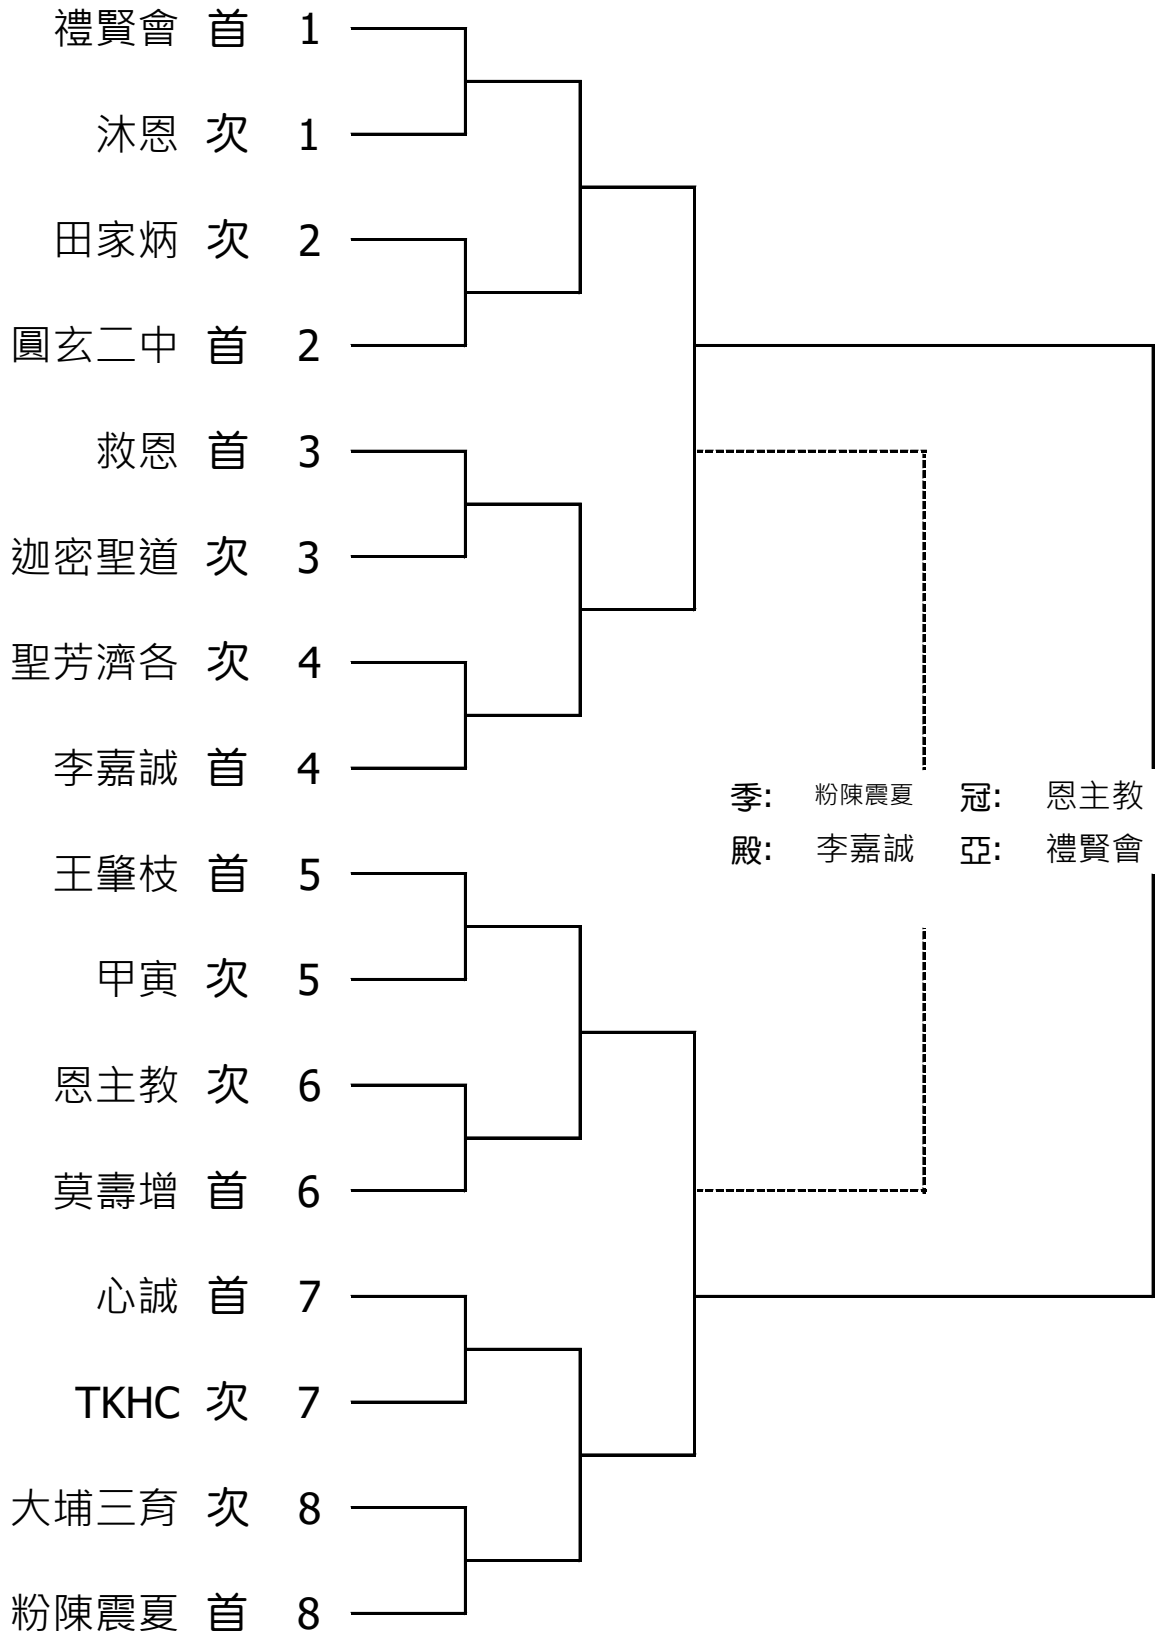 禮賢會 首 1
沐恩 次 1
田家炳 次 2
圓玄二中 首 2
救恩 首 3
迦密聖道 次 3
聖芳濟各 次 4
李嘉誠 首 4
季: 粉陳震夏 冠: 恩主教
殿: 李嘉誠 亞: 禮賢會
王肇枝 首 5
甲寅 次 5
恩主教 次 6
莫壽增 首 6
心誠 首 7
TKHC 次 7
大埔三育 次 8
粉陳震夏 首 8